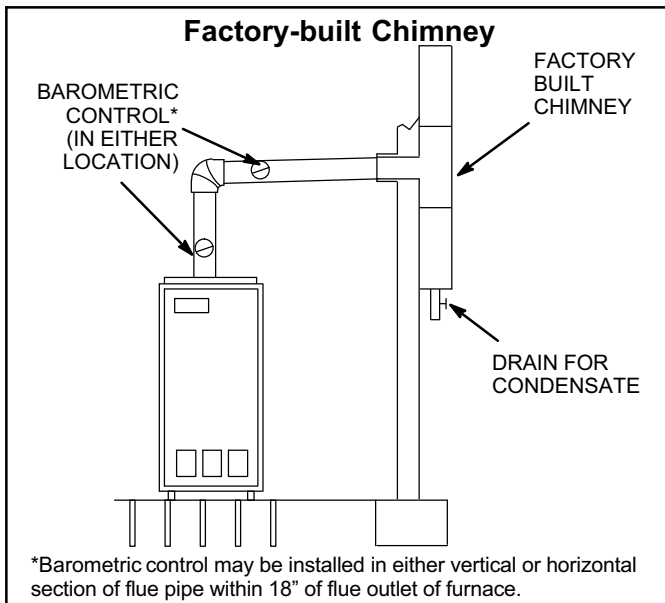 Factory-built Chimney
BAROMETRIC
CONTROL*
(IN EITHER
LOCATION)
FACTORY
BUILT
CHIMNEY
DRAIN FOR
CONDENSATE
*Barometric control may be installed in either vertical or horizontal
section of flue pipe within 18” of flue outlet of furnace.